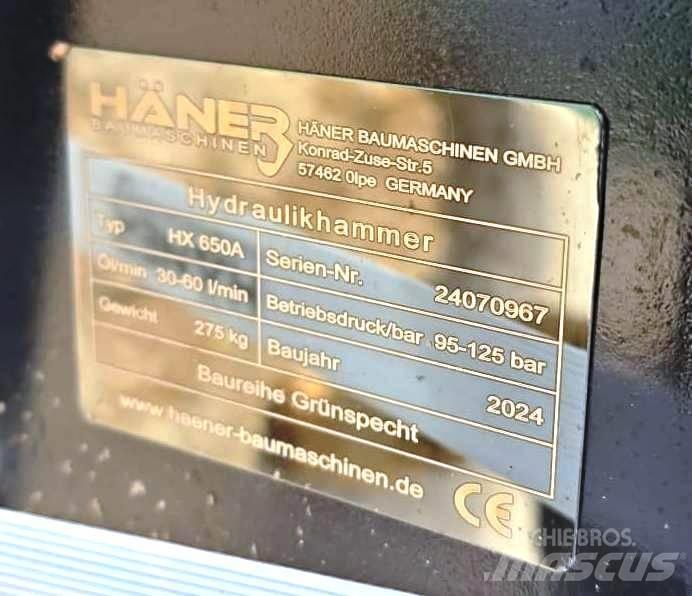 HÄNER
BAUMASCHINEN
HÄNER BAUMASCHINEN GMBH
Konrad-Zuse-Str.5
57462 Olpe GERMANY
Hydraulikhammer
Typ HX 650A
Serien-Nr. 24070967
Öl/min 30-60 l/min
Betriebsdruck/bar 95-125 bar
Gewicht 275 kg
Baujahr 2024
Baureihe Grünspecht
www.haener-baumaschinen.de
CE
CHIEBROS.
MASCUS